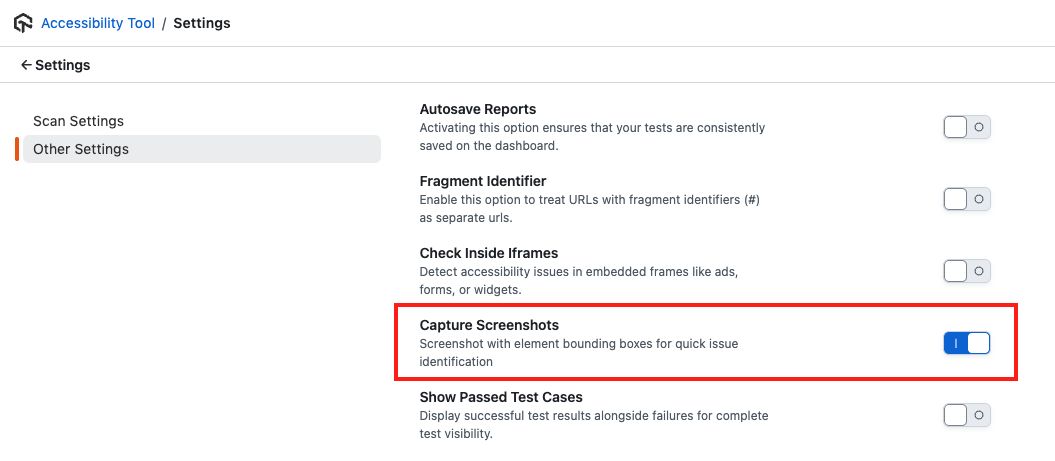 Accessibility Tool / Settings
Settings
Scan Settings
Other Settings
Autosave Reports
Activating this option ensures that your tests are consistently
saved on the dashboard.
Fragment Identifier
Enable this option to treat URLs with fragment identifiers (#)
as separate urls.
Check Inside Iframes
Detect accessibility issues in embedded frames like ads,
forms, or widgets.
Capture Screenshots
Screenshot with element bounding boxes for quick issue
identification
Show Passed Test Cases
Display successful test results alongside failures for complete
test visibility.